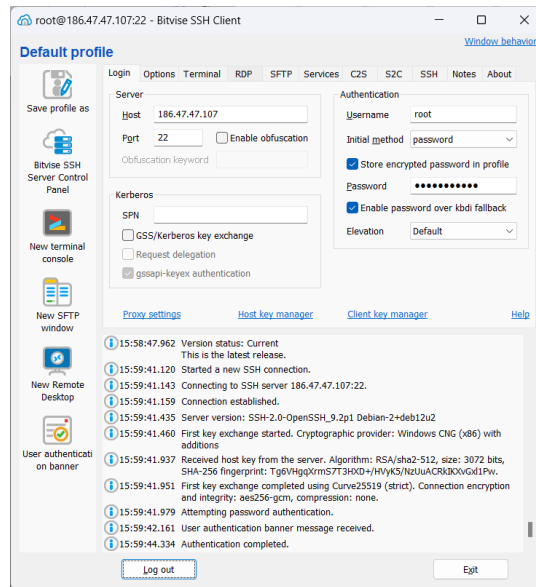 root@186.47.47.107:22 - Bitvise SSH Client
Default profile
Window behavior
Save profile as
Bitvise SSH
Server Control
Panel
New terminal
console
New SFTP
window
New Remote
Desktop
User authenticati
on banner
Login Options Terminal RDP SFTP Services C2S S2C SSH Notes About
Server
Host 186.47.47.107
Port 22 Enable obfuscation
Obfuscation keyword
Kerberos
SPN
GSS/Kerberos key exchange
Request delegation
gssapi-keyex authentication
Authentication
Username root
Initial method password
Store encrypted password in profile
Password ●●●●●●●●●●●
Enable password over kbdi fallback
Elevation Default
Proxy settings Host key manager Client key manager Help
15:58:47.962 Version status: Current
This is the latest release.
15:59:41.120 Started a new SSH connection.
15:59:41.143 Connecting to SSH server 186.47.47.107:22.
15:59:41.159 Connection established.
15:59:41.435 Server version: SSH-2.0-OpenSSH_9.2p1 Debian-2+deb12u2
15:59:41.460 First key exchange started. Cryptographic provider: Windows CNG (x86) with
additions
15:59:41.937 Received host key from the server. Algorithm: RSA/sha2-512, size: 3072 bits,
SHA-256 fingerprint: Tg6VHgqXrmS7T3HXD+/HVyK5/NzUuACRkIKXvGxl1Pw.
15:59:41.951 First key exchange completed using Curve25519 (strict). Connection encryption
and integrity: aes256-gcm, compression: none.
15:59:41.979 Attempting password authentication.
15:59:42.161 User authentication banner message received.
15:59:44.334 Authentication completed.
Log out Exit